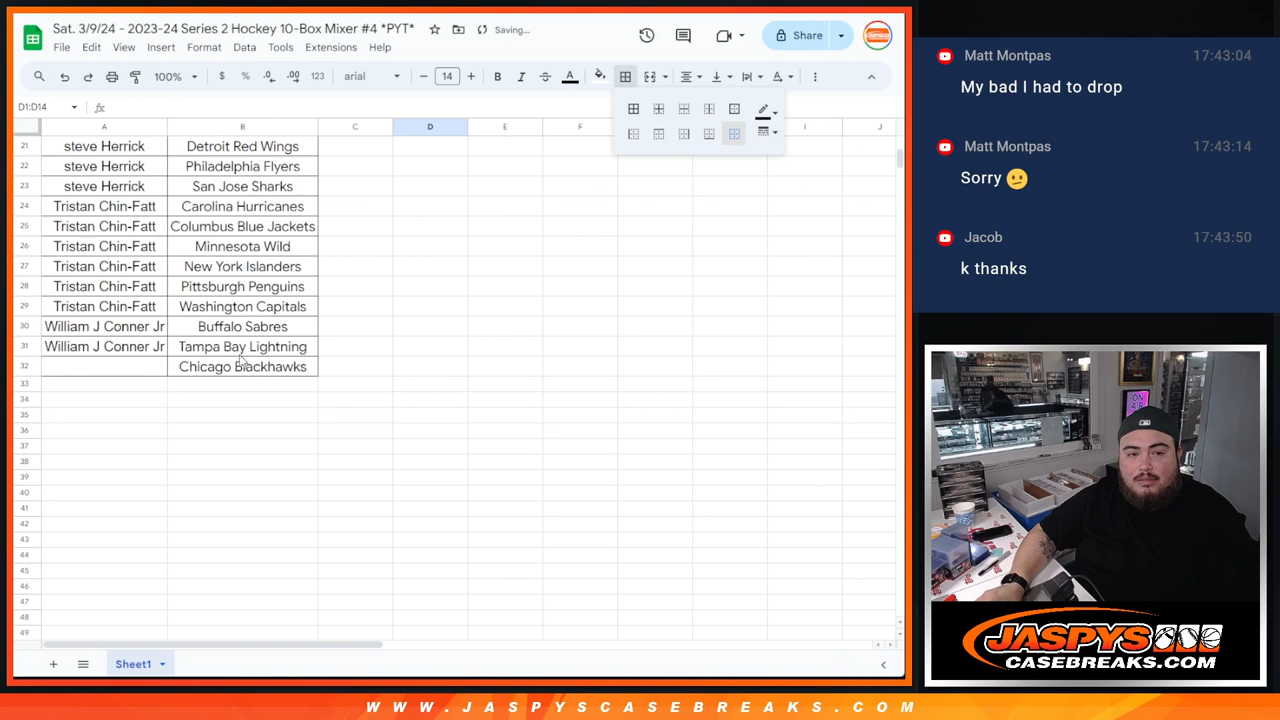 Sat. 3/9/24 - 2023-24 Series 2 Hockey 10-Box Mixer #4 *PYT*
Saving...
File Edit View Insert Format Data Tools Extensions Help
Share
100% $ % .0 .00 123 arial 14 B I A
D1:D14 fx
A B C D E F I J
21 steve Herrick Detroit Red Wings
22 steve Herrick Philadelphia Flyers
23 steve Herrick San Jose Sharks
24 Tristan Chin-Fatt Carolina Hurricanes
25 Tristan Chin-Fatt Columbus Blue Jackets
26 Tristan Chin-Fatt Minnesota Wild
27 Tristan Chin-Fatt New York Islanders
28 Tristan Chin-Fatt Pittsburgh Penguins
29 Tristan Chin-Fatt Washington Capitals
30 William J Conner Jr Buffalo Sabres
31 William J Conner Jr Tampa Bay Lightning
32 Chicago Blackhawks
33
34
35
36
37
38
39
40
41
42
43
44
45
46
47
48
49
Sheet1
Matt Montpas 17:43:04
My bad I had to drop
Matt Montpas 17:43:14
Sorry
Jacob 17:43:50
k thanks
ON AIR
JASPYS
CASEBREAKS.COM
WWW.JASPYSCASEBREAKS.COM